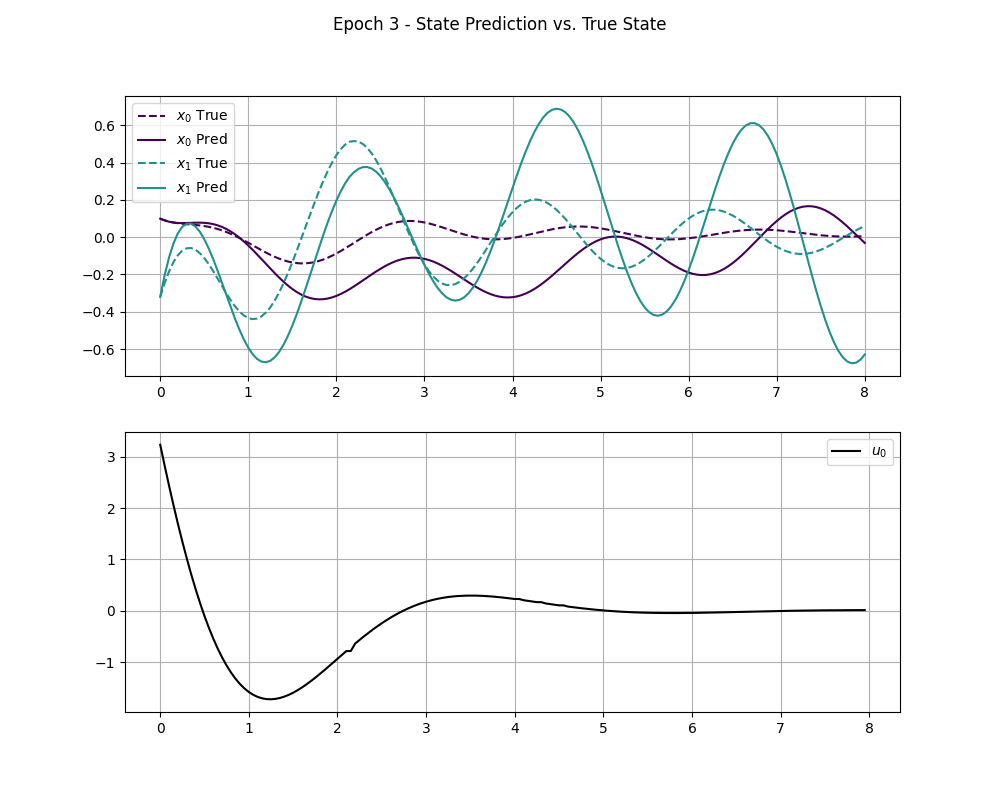 Epoch 3 - State Prediction vs. True State
x₀ True
x₀ Pred
x₁ True
x₁ Pred
0.6
0.4
0.2
0.0
−0.2
−0.4
−0.6
0 1 2 3 4 5 6 7 8
u₀
3
2
1
0
−1
0 1 2 3 4 5 6 7 8